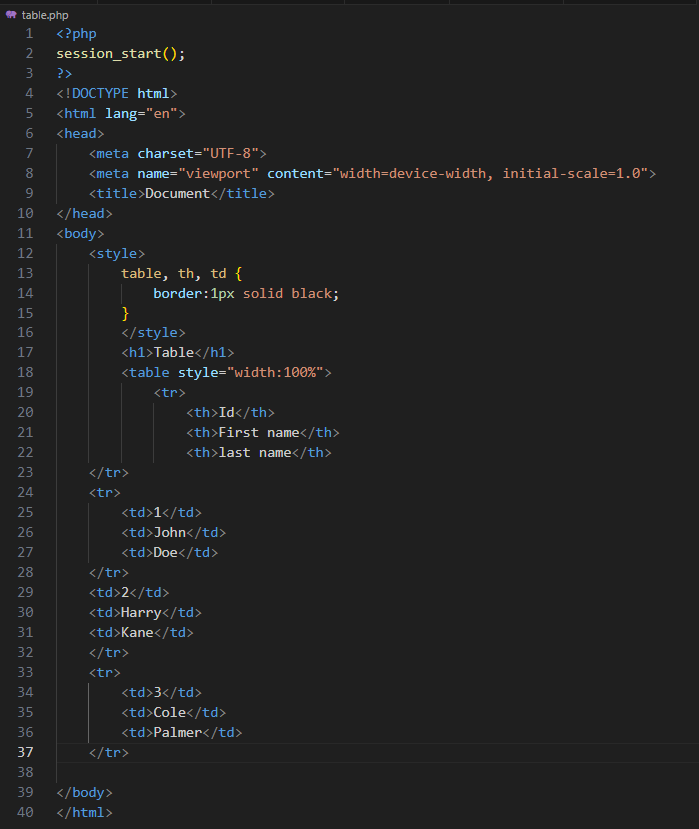 table.php
1 <?php
2 session_start();
3 ?>
4 <!DOCTYPE html>
5 <html lang="en">
6 <head>
7     <meta charset="UTF-8">
8     <meta name="viewport" content="width=device-width, initial-scale=1.0">
9     <title>Document</title>
10 </head>
11 <body>
12     <style>
13         table, th, td {
14             border:1px solid black;
15         }
16         </style>
17         <h1>Table</h1>
18         <table style="width:100%">
19             <tr>
20                 <th>Id</th>
21                 <th>First name</th>
22                 <th>last name</th>
23     </tr>
24     <tr>
25         <td>1</td>
26         <td>John</td>
27         <td>Doe</td>
28     </tr>
29     <td>2</td>
30     <td>Harry</td>
31     <td>Kane</td>
32     </tr>
33     <tr>
34         <td>3</td>
35         <td>Cole</td>
36         <td>Palmer</td>
37     </tr>
38
39 </body>
40 </html>